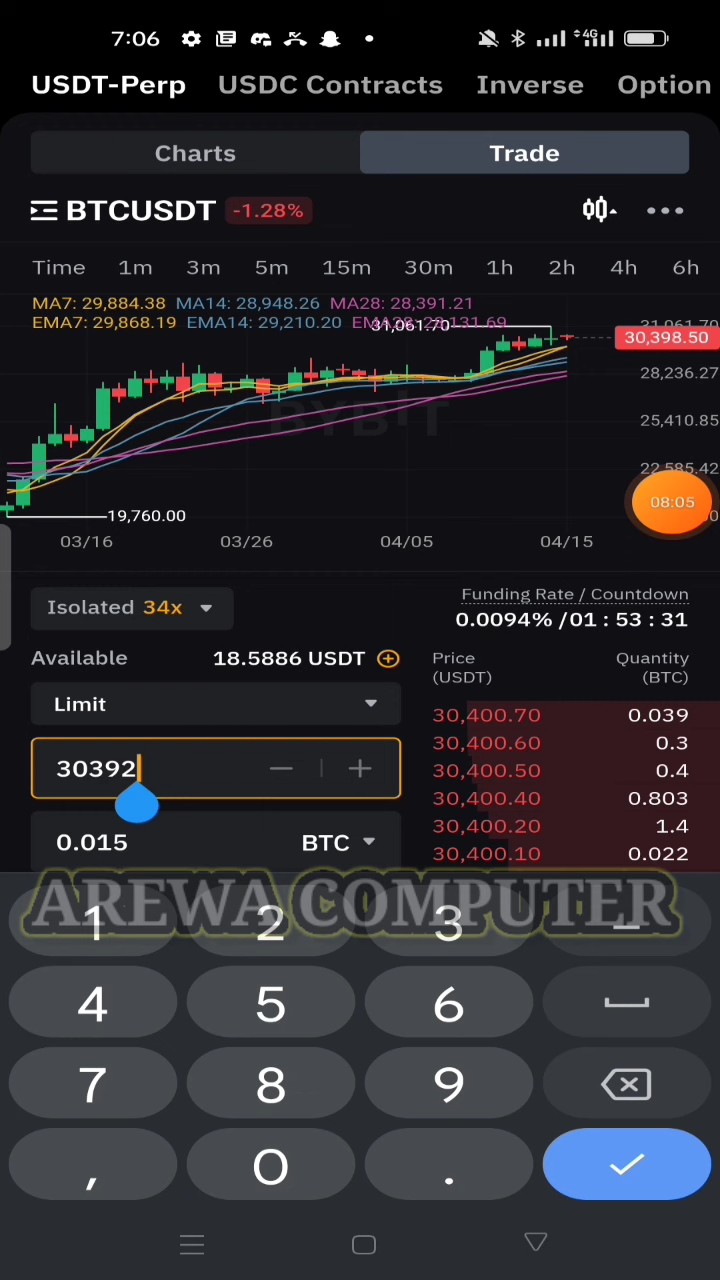 7:06
4G
USDT-Perp USDC Contracts Inverse Option
Charts Trade
BTCUSDT -1.28%
Time 1m 3m 5m 15m 30m 1h 2h 4h 6h
MA7: 29,884.38 MA14: 28,948.26 MA28: 28,391.21
EMA7: 29,868.19 EMA14: 29,210.20
31,061.70
30,398.50
28,236.27
BYBIT
25,410.85
22,585.42
08:05
19,760.00
03/16 03/26 04/05 04/15
Isolated 34x
Funding Rate / Countdown
0.0094% /01 : 53 : 31
Available 18.5886 USDT
Price Quantity
(USDT) (BTC)
Limit
30,400.70 0.039
30,400.60 0.3
30392
30,400.50 0.4
30,400.40 0.803
30,400.20 1.4
0.015 BTC
30,400.10 0.022
AREWA COMPUTER
1 2 3 –
4 5 6
7 8 9
, 0 .